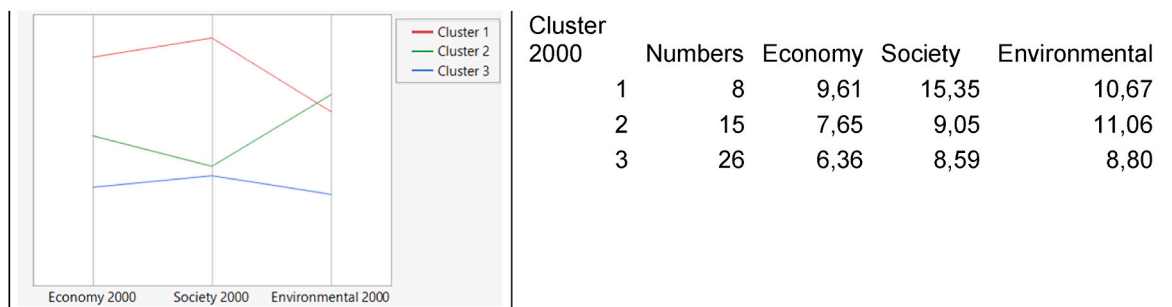 Cluster 1
Cluster 2
Cluster 3
Economy 2000 Society 2000 Environmental 2000
Cluster
2000 Numbers Economy Society Environmental
1 8 9,61 15,35 10,67
2 15 7,65 9,05 11,06
3 26 6,36 8,59 8,80